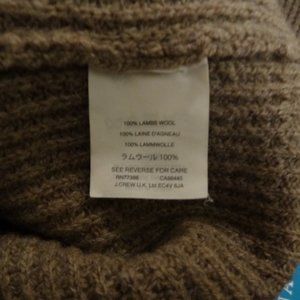 100% LAMBS WOOL
100% LAINE D'AGNEAU
100% LAMMWOLLE
ラムウール100%
SEE REVERSE FOR CARE
RN77388 CA06440
J.CREW U.K, Ltd EC4V 6JA